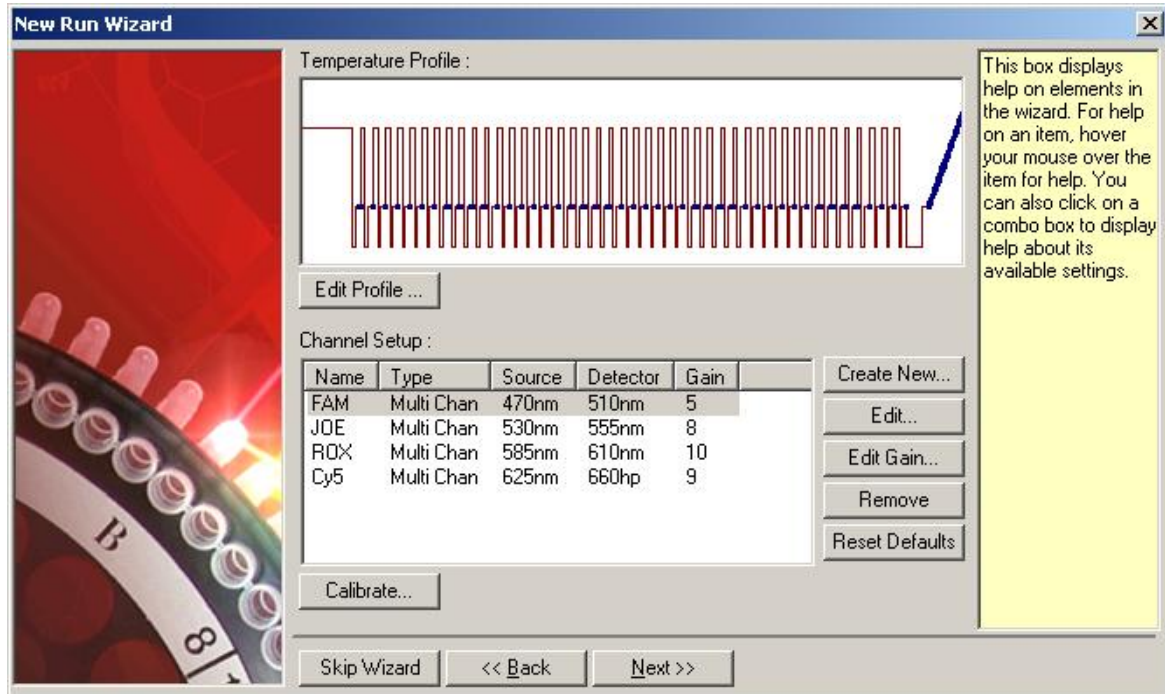 New Run Wizard
Temperature Profile :
Edit Profile ...
Channel Setup :
Name Type Source Detector Gain
FAM Multi Chan 470nm 510nm 5
JOE Multi Chan 530nm 555nm 8
ROX Multi Chan 585nm 610nm 10
Cy5 Multi Chan 625nm 660hp 9
Create New...
Edit...
Edit Gain...
Remove
Reset Defaults
Calibrate...
Skip Wizard
<< Back
Next >>
This box displays
help on elements in
the wizard. For help
on an item, hover
your mouse over the
item for help. You
can also click on a
combo box to display
help about its
available settings.
B
8